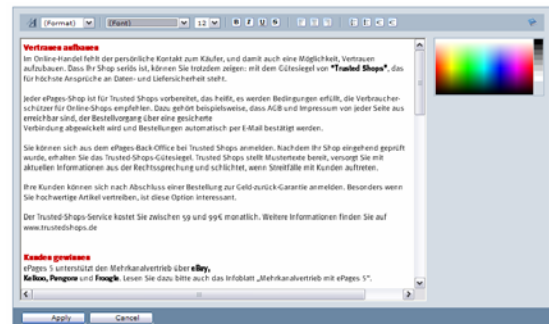 (Format) (Font) 12 B I U S
Vertrauen aufbauen
Im Online-Handel fehlt der persönliche Kontakt zum Käufer, und damit auch eine Möglichkeit, Vertrauen
aufzubauen. Dass Ihr Shop seriös ist, können Sie trotzdem zeigen: mit dem Gütesiegel von "Trusted Shops", das
für höchste Ansprüche an Daten- und Liefersicherheit steht.
Jeder ePages-Shop ist für Trusted Shops vorbereitet, das heißt, es werden Bedingungen erfüllt, die Verbraucher-
schützer für Online-Shops empfehlen. Dazu gehört beispielsweise, dass AGB und Impressum von jeder Seite aus
erreichbar sind, der Bestellvorgang über eine gesicherte
Verbindung abgewickelt wird und Bestellungen automatisch per E-Mail bestätigt werden.
Sie können sich aus dem ePages-Back-Office bei Trusted Shops anmelden. Nachdem Ihr Shop eingehend geprüft
wurde, erhalten Sie das Trusted-Shops-Gütesiegel. Trusted Shops stellt Mustertexte bereit, versorgt Sie mit
aktuellen Informationen aus der Rechtssprechung und schlichtet, wenn Streitfälle mit Kunden auftreten.
Ihre Kunden können sich nach Abschluss einer Bestellung zur Geld-zurück-Garantie anmelden. Besonders wenn
Sie hochwertige Artikel vertreiben, ist diese Option interessant.
Der Trusted-Shops-Service kostet Sie zwischen 59 und 99€ monatlich. Weitere Informationen finden Sie auf
www.trustedshops.de
Kunden gewinnen
ePages 5 unterstützt den Mehrkanalvertrieb über eBay,
Kelkoo, Pangora und Froogle. Lesen Sie dazu bitte auch das Infoblatt „Mehrkanalvertrieb mit ePages 5".
Apply Cancel